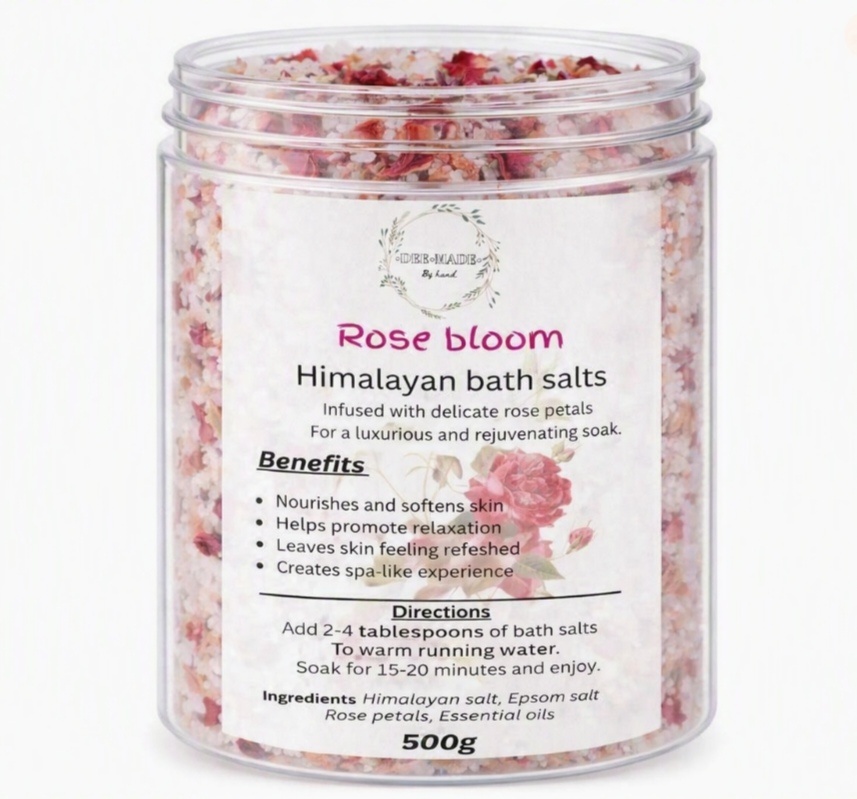 DEE-MADE
By hand
Rose bloom
Himalayan bath salts
Infused with delicate rose petals
For a luxurious and rejuvenating soak.
Benefits
• Nourishes and softens skin
• Helps promote relaxation
• Leaves skin feeling refeshed
• Creates spa-like experience
Directions
Add 2-4 tablespoons of bath salts
To warm running water.
Soak for 15-20 minutes and enjoy.
Ingredients Himalayan salt, Epsom salt
Rose petals, Essential oils
500g